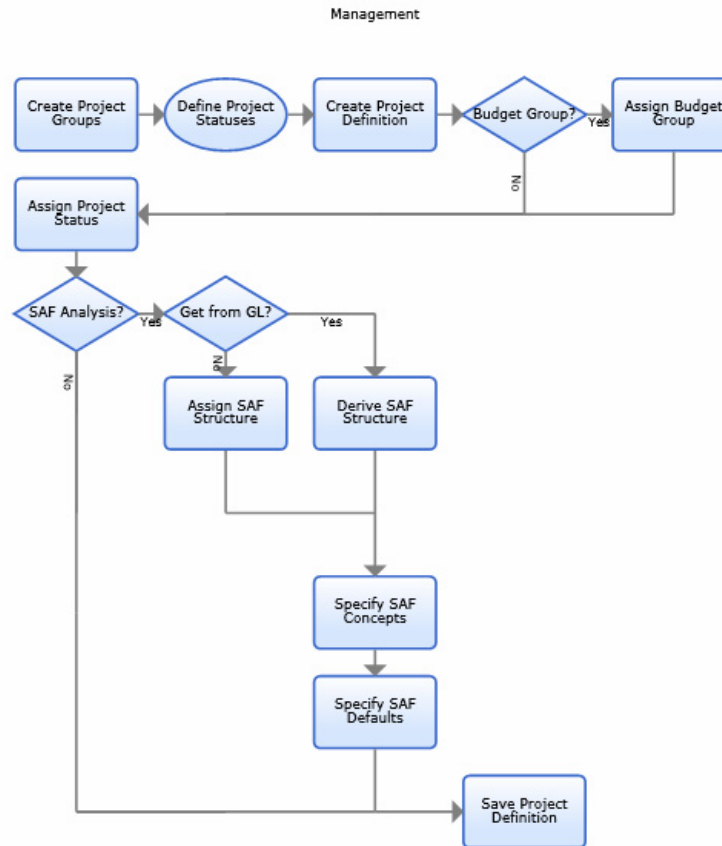 Management
Create Project
Groups
Define Project
Statuses
Create Project
Definition
Budget Group?
Yes
Assign Budget
Group
No
Assign Project
Status
SAF Analysis?
Yes
Get from GL?
Yes
No
No
Assign SAF
Structure
Derive SAF
Structure
Specify SAF
Concepts
Specify SAF
Defaults
Save Project
Definition